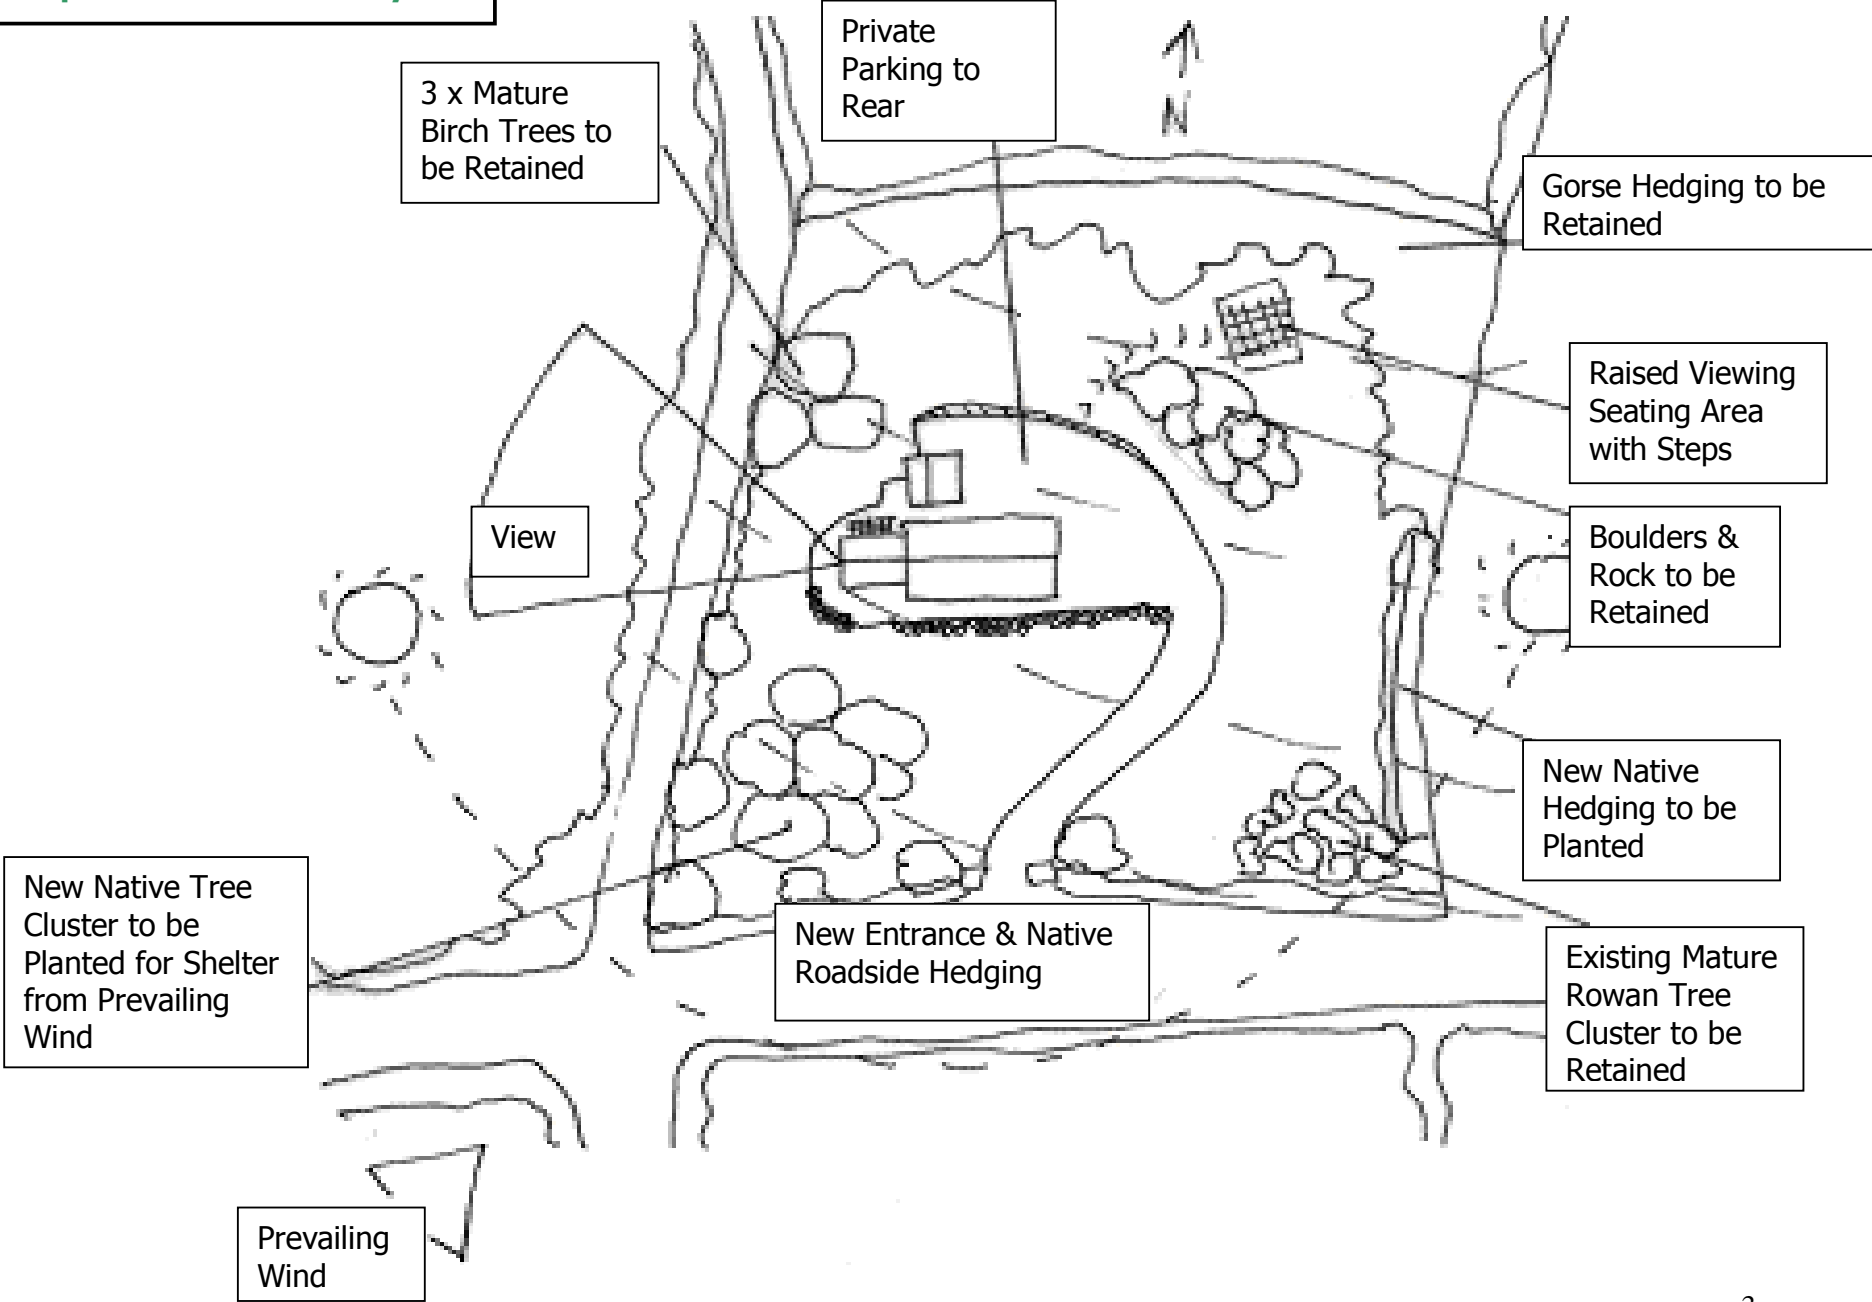 Private
Parking to
Rear
3 x Mature
Birch Trees to
be Retained
N
Gorse Hedging to be
Retained
Raised Viewing
Seating Area
with Steps
View
Boulders &
Rock to be
Retained
New Native
Hedging to be
Planted
New Native Tree
Cluster to be
Planted for Shelter
from Prevailing
Wind
New Entrance & Native
Roadside Hedging
Existing Mature
Rowan Tree
Cluster to be
Retained
Prevailing
Wind